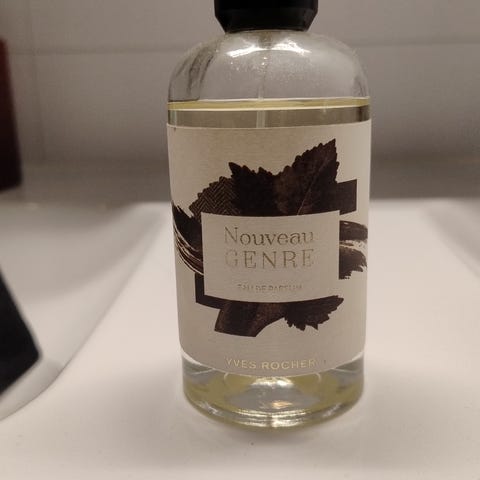 Nouveau
GENRE
EAU DE PARFUM
YVES ROCHER